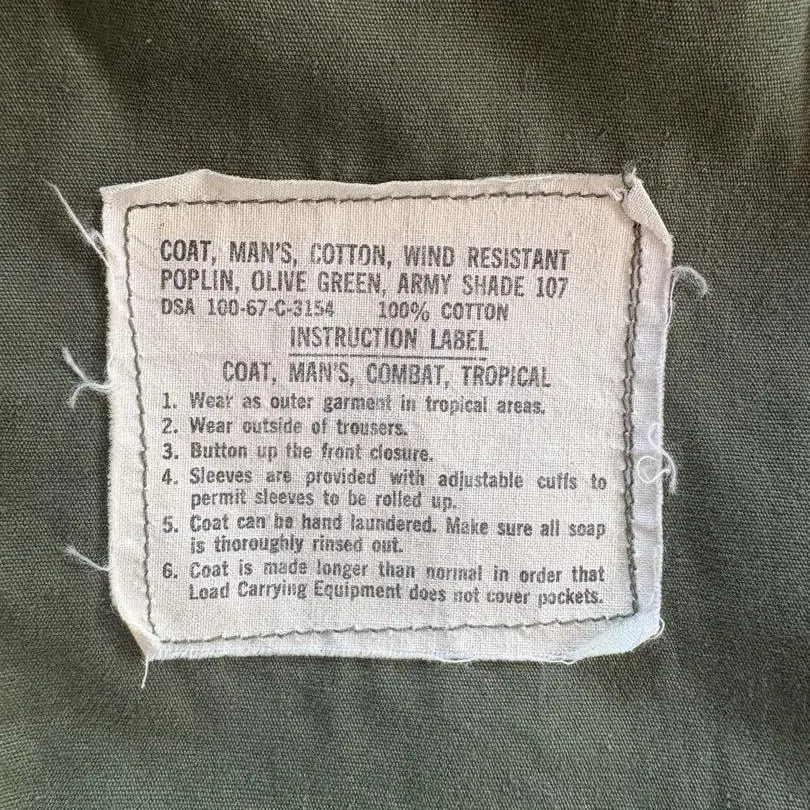 COAT, MAN'S, COTTON, WIND RESISTANT
POPLIN, OLIVE GREEN, ARMY SHADE 107
DSA 100-67-C-3154 100% COTTON
INSTRUCTION LABEL
COAT, MAN'S, COMBAT, TROPICAL
1. Wear as outer garment in tropical areas.
2. Wear outside of trousers.
3. Button up the front closure.
4. Sleeves are provided with adjustable cuffs to
permit sleeves to be rolled up.
5. Coat can be hand laundered. Make sure all soap
is thoroughly rinsed out.
6. Coat is made longer than normal in order that
Load Carrying Equipment does not cover pockets.